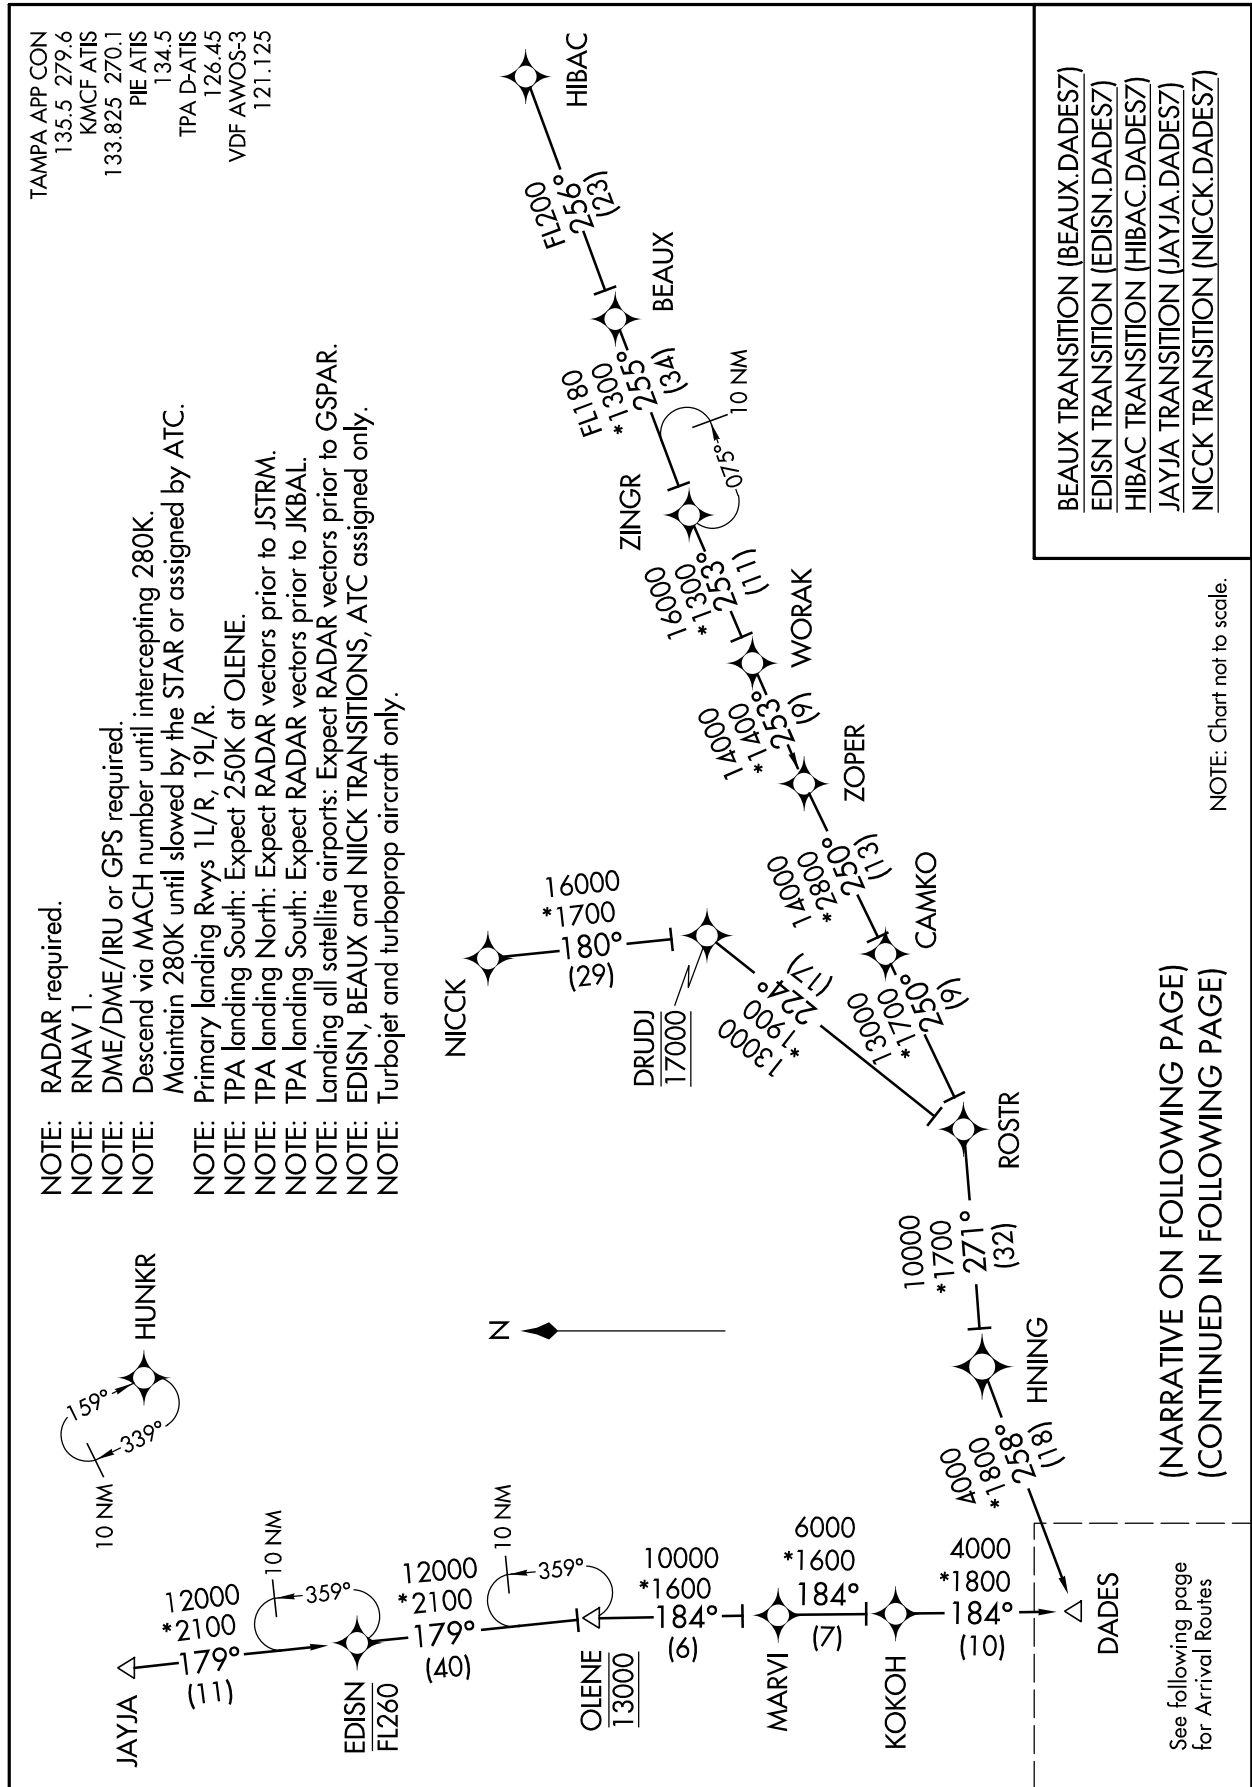 TAMPA APP CON
135.5 279.6
KMCF ATIS
133.825 270.1
PIE ATIS
134.5
TPA D-ATIS
126.45
VDF AWOS-3
121.125
NOTE: RADAR required.
NOTE: RNAV 1.
NOTE: DME/DME/IRU or GPS required.
NOTE: Descend via MACH number until intercepting 280K.
Maintain 280K until slowed by the STAR or assigned by ATC.
NOTE: Primary landing Rwys 1L/R, 19L/R.
NOTE: TPA landing South: Expect 250K at OLENE.
NOTE: TPA landing North: Expect RADAR vectors prior to JSTRM.
NOTE: TPA landing South: Expect RADAR vectors prior to JKBAL.
NOTE: Landing all satellite airports: Expect RADAR vectors prior to GSPAR.
NOTE: EDISN, BEAUX and NIICK TRANSITIONS, ATC assigned only.
NOTE: Turbojet and turboprop aircraft only.
HUNKR
159°
339°
10 NM
JAYJA
12000
*2100
179°
(11)
10 NM
359°
EDISN
FL260
12000
*2100
179°
(40)
10 NM
359°
OLENE
13000
10000
*1600
184°
(6)
MARVI
6000
*1600
184°
(7)
KOKOH
4000
*1800
184°
(10)
DADES
N
NICCK
16000
*1700
180°
(29)
DRUDJ
17000
13000
*1900
224°
(17)
HIBAC
FL200
256°
(23)
BEAUX
FL180
*1300
255°
(34)
10 NM
075°
ZINGR
16000
*1300
253°
(11)
WORAK
14000
*1400
253°
(9)
ZOPER
14000
*2800
250°
(13)
CAMKO
13000
*1700
250°
(9)
ROSTR
10000
*1700
271°
(32)
HNING
4000
*1800
258°
(18)
See following page
for Arrival Routes
(NARRATIVE ON FOLLOWING PAGE)
(CONTINUED IN FOLLOWING PAGE)
NOTE: Chart not to scale.
BEAUX TRANSITION (BEAUX.DADES7)
EDISN TRANSITION (EDISN.DADES7)
HIBAC TRANSITION (HIBAC.DADES7)
JAYJA TRANSITION (JAYJA.DADES7)
NICCK TRANSITION (NICCK.DADES7)